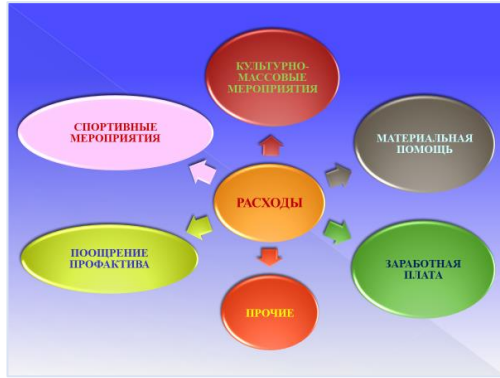 КУЛЬТУРНО-
МАССОВЫЕ
МЕРОПРИЯТИЯ
СПОРТИВНЫЕ
МЕРОПРИЯТИЯ
МАТЕРИАЛЬНАЯ
ПОМОЩЬ
РАСХОДЫ
ПООЩРЕНИЕ
ПРОФАКТИВА
ЗАРАБОТНАЯ
ПЛАТА
ПРОЧИЕ